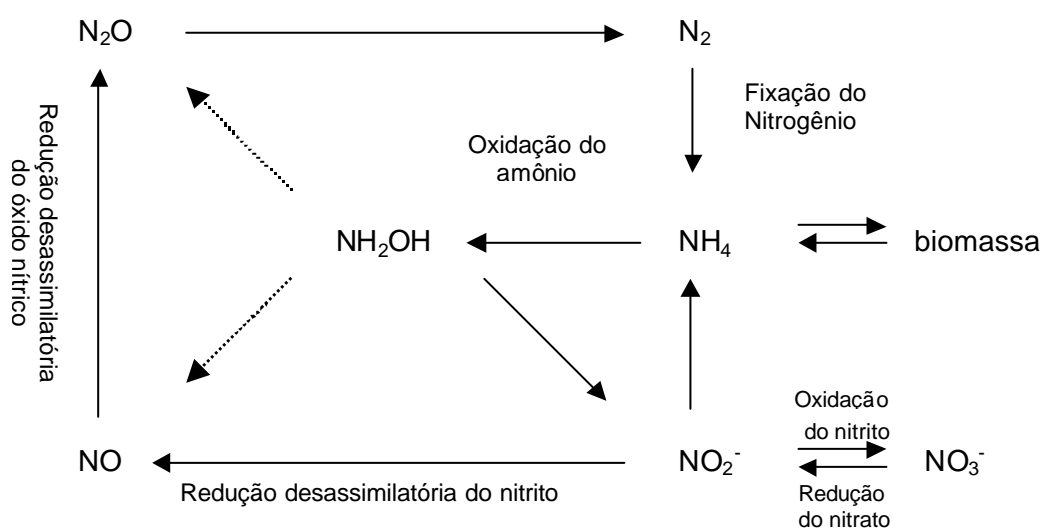 N₂O
N₂
Fixação do
Nitrogênio
Redução desassimilatória
do óxido nítrico
Oxidação do
amônio
NH₂OH
NH₄
biomassa
Oxidação
do nitrito
NO
NO₂⁻
NO₃⁻
Redução desassimilatória do nitrito
Redução
do nitrato